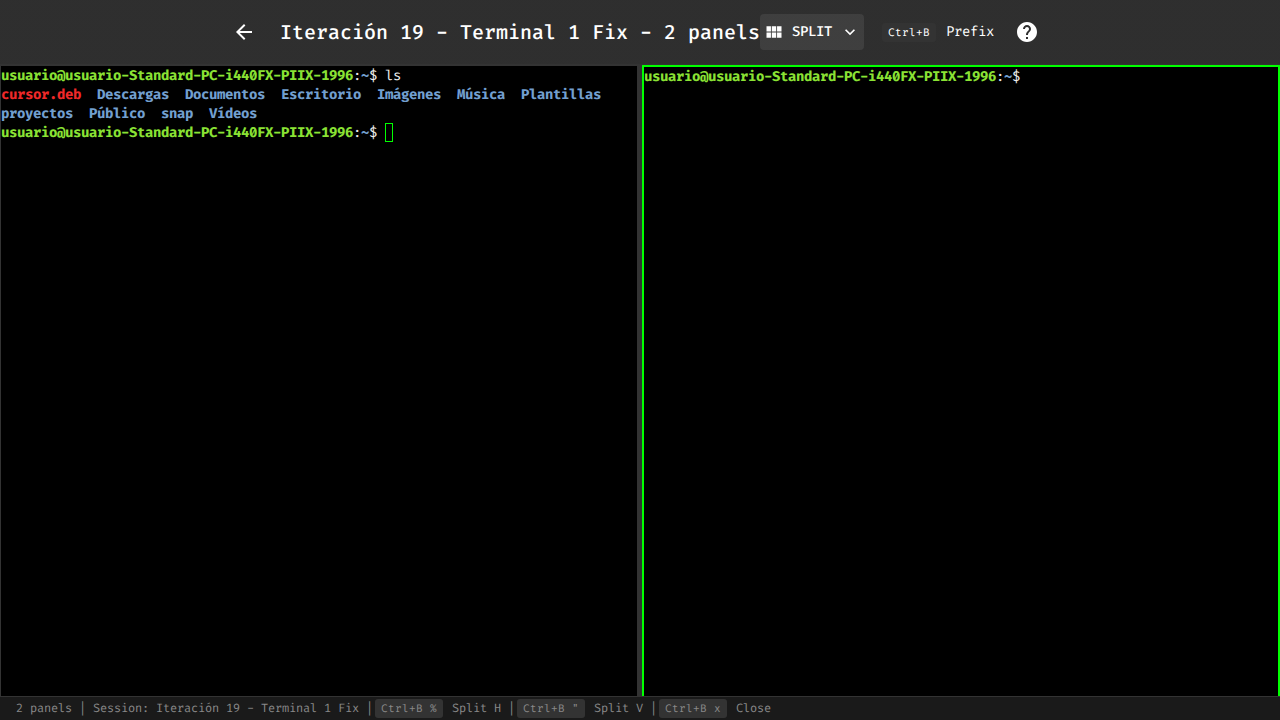 Iteración 19 - Terminal 1 Fix - 2 panels SPLIT Ctrl+B Prefix ?
usuario@usuario-Standard-PC-i440FX-PIIX-1996:~$ ls
cursor.deb Descargas Documentos Escritorio Imágenes Música Plantillas
proyectos Público snap Vídeos
usuario@usuario-Standard-PC-i440FX-PIIX-1996:~$
usuario@usuario-Standard-PC-i440FX-PIIX-1996:~$
2 panels | Session: Iteración 19 - Terminal 1 Fix | Ctrl+B % Split H | Ctrl+B " Split V | Ctrl+B x Close